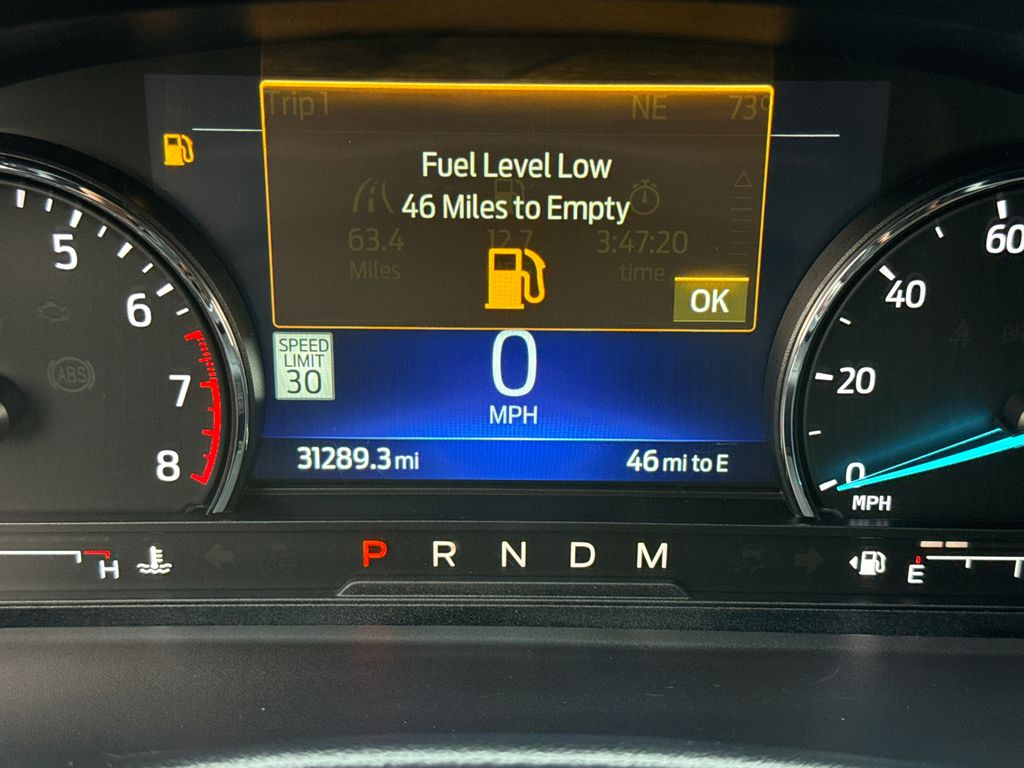 Trip 1 NE 73°
Fuel Level Low
46 Miles to Empty
63.4 12.7 3:47:20
Miles time
OK
SPEED
LIMIT
30
0
MPH
31289.3 mi 46 mi to E
5
6
7
8
ABS
60
40
20
0
MPH
H P R N D M E